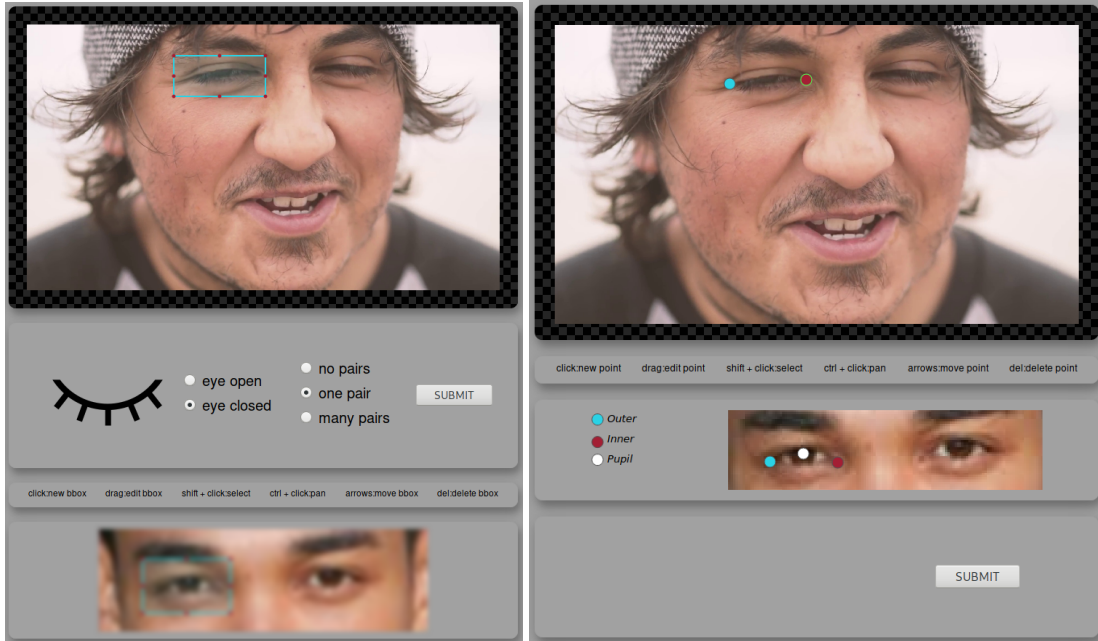 eye open
eye closed
no pairs
one pair
many pairs
SUBMIT
click:new bbox drag:edit bbox shift + click:select ctrl + click:pan arrows:move bbox del:delete bbox
click:new point drag:edit point shift + click:select ctrl + click:pan arrows:move point del:delete point
Outer
Inner
Pupil
SUBMIT